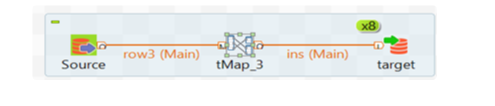 x8
row3 (Main)
ins (Main)
Source
tMap_3
target